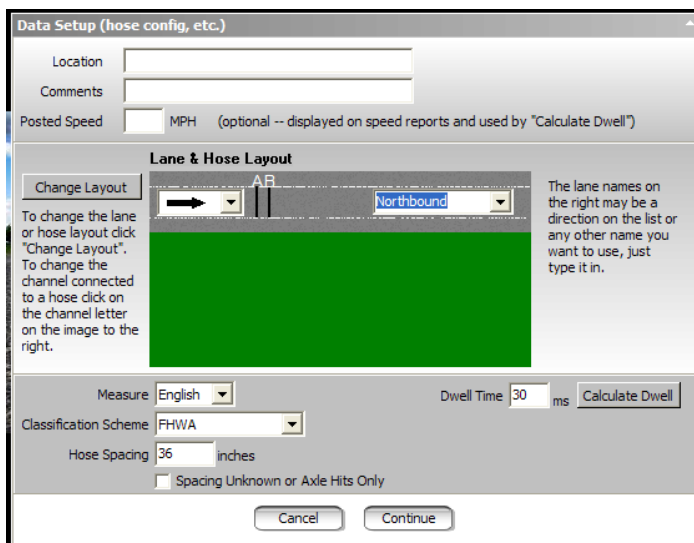 Data Setup (hose config, etc.)
Location
Comments
Posted Speed MPH (optional -- displayed on speed reports and used by "Calculate Dwell")
Lane & Hose Layout
Change Layout
To change the lane
or hose layout click
"Change Layout".
To change the
channel connected
to a hose click on
the channel letter
on the image to the
right.
A B
Northbound
The lane names on
the right may be a
direction on the list or
any other name you
want to use, just
type it in.
Measure English Dwell Time 30 ms Calculate Dwell
Classification Scheme FHWA
Hose Spacing 36 inches
Spacing Unknown or Axle Hits Only
Cancel Continue